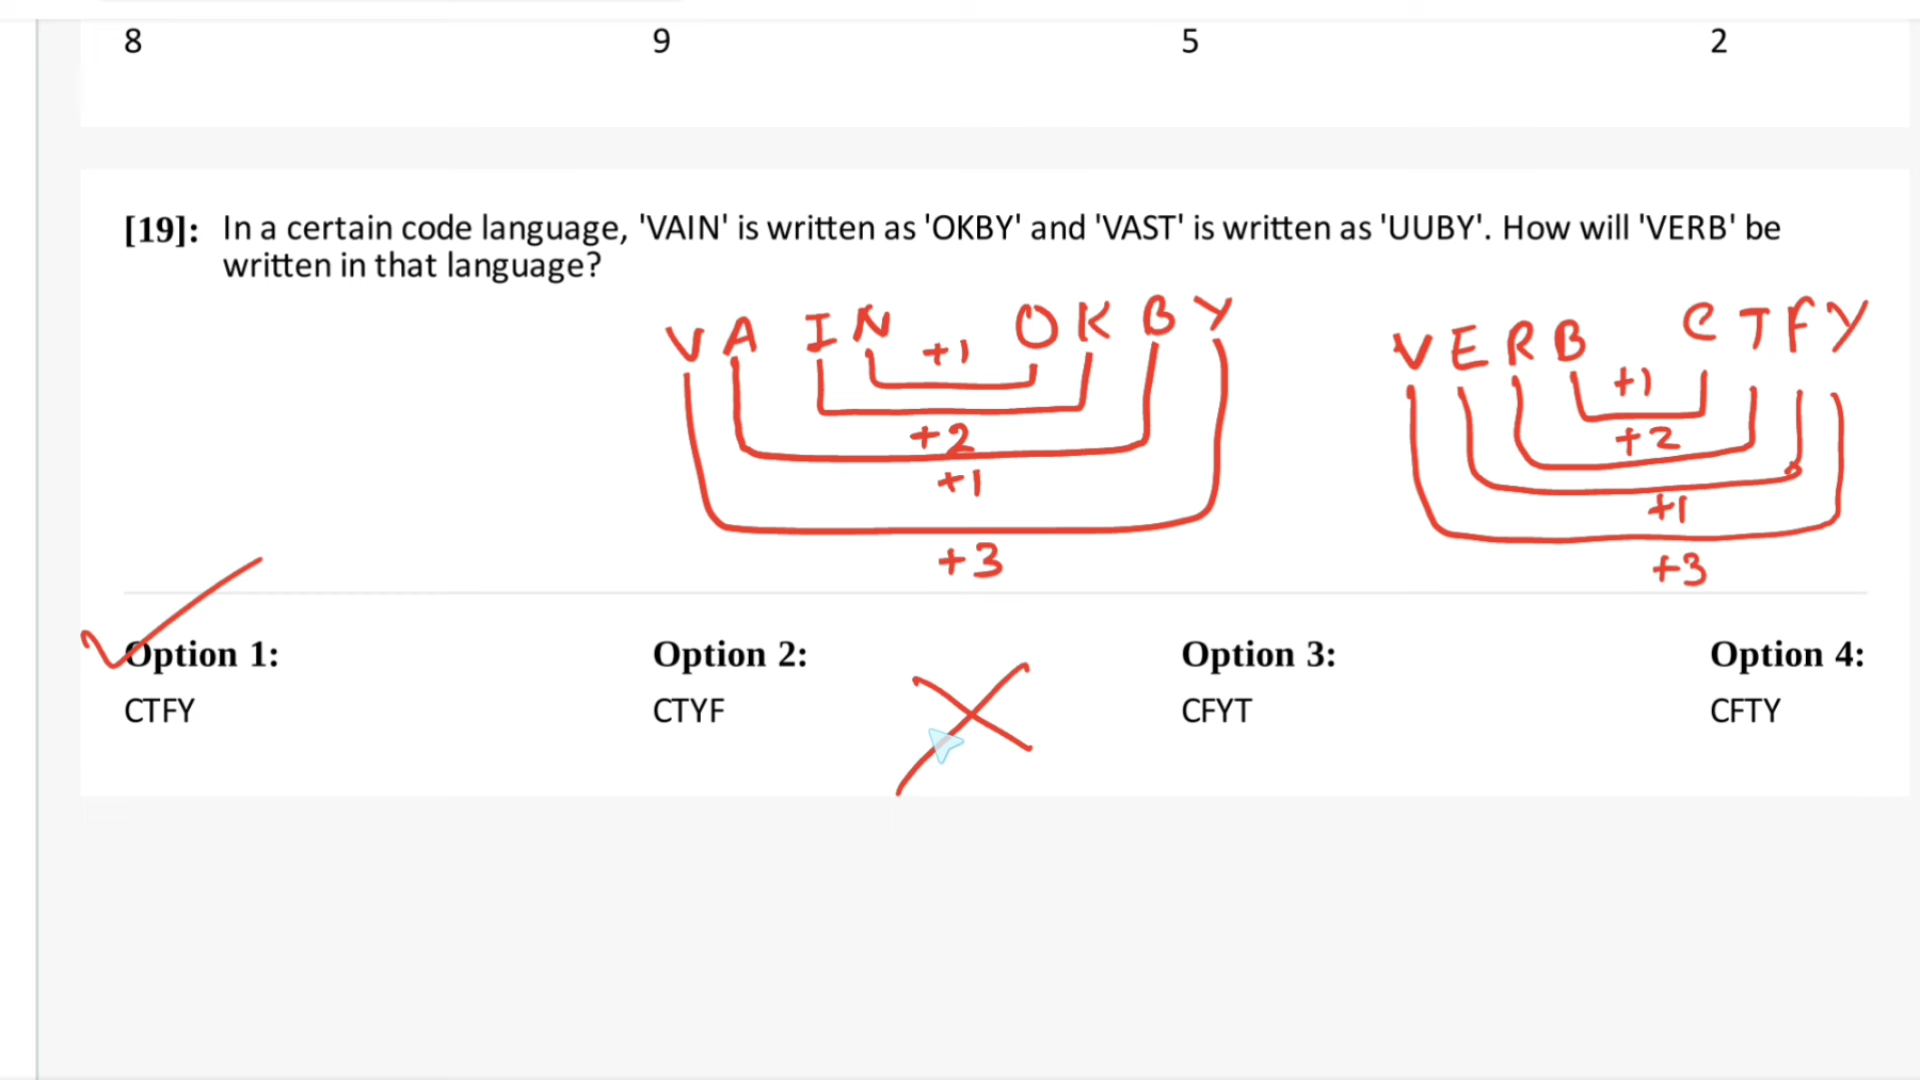 8 9 5 2
[19]: In a certain code language, 'VAIN' is written as 'OKBY' and 'VAST' is written as 'UUBY'. How will 'VERB' be
written in that language?
V A I N O K B Y V E R B C T F Y
+1 +1
+2 +2
+1 +1
+3 +3
Option 1: Option 2: Option 3: Option 4:
CTFY CTYF CFYT CFTY